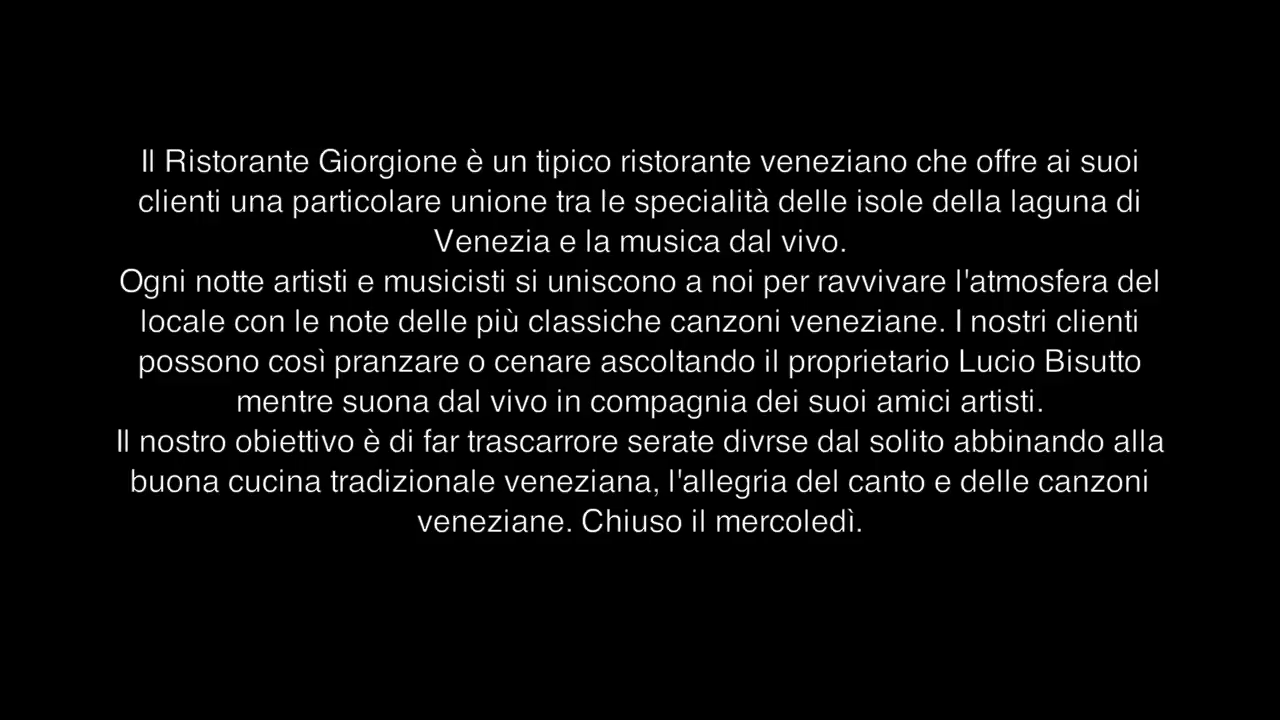 Il Ristorante Giorgione è un tipico ristorante veneziano che offre ai suoi
clienti una particolare unione tra le specialità delle isole della laguna di
Venezia e la musica dal vivo.
Ogni notte artisti e musicisti si uniscono a noi per ravvivare l'atmosfera del
locale con le note delle più classiche canzoni veneziane. I nostri clienti
possono così pranzare o cenare ascoltando il proprietario Lucio Bisutto
mentre suona dal vivo in compagnia dei suoi amici artisti.
Il nostro obiettivo è di far trascarrore serate divrse dal solito abbinando alla
buona cucina tradizionale veneziana, l'allegria del canto e delle canzoni
veneziane. Chiuso il mercoledì.